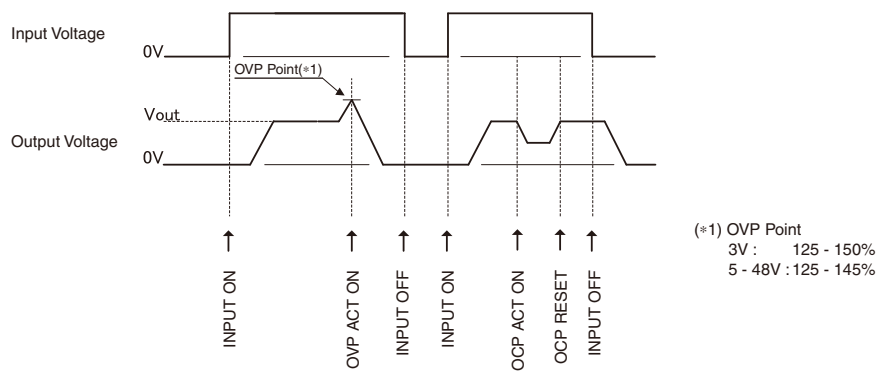 Input Voltage
0V
OVP Point(*1)
Vout
Output Voltage
0V
INPUT ON
OVP ACT ON
INPUT OFF
INPUT ON
OCP ACT ON
OCP RESET
INPUT OFF
(*1) OVP Point
3V : 125 - 150%
5 - 48V : 125 - 145%